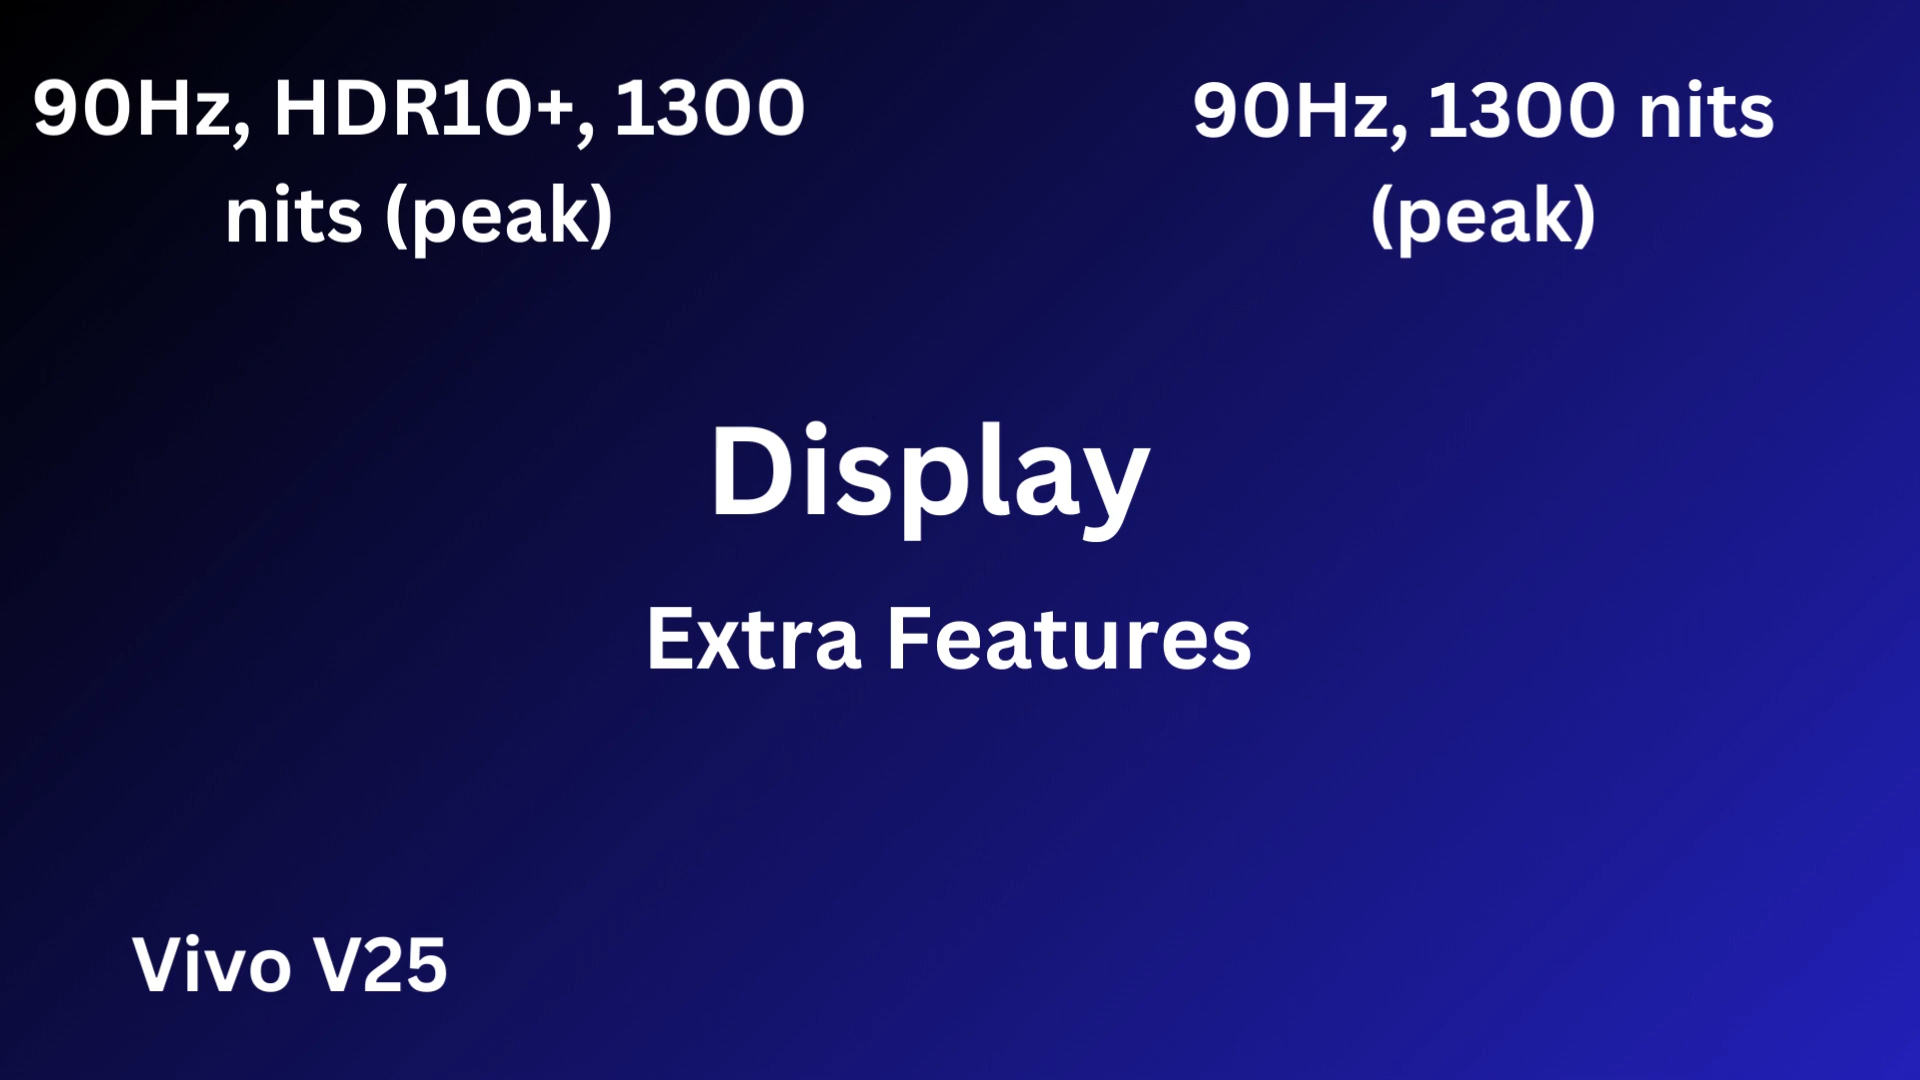 90Hz, HDR10+, 1300
nits (peak)
90Hz, 1300 nits
(peak)
Display
Extra Features
Vivo V25